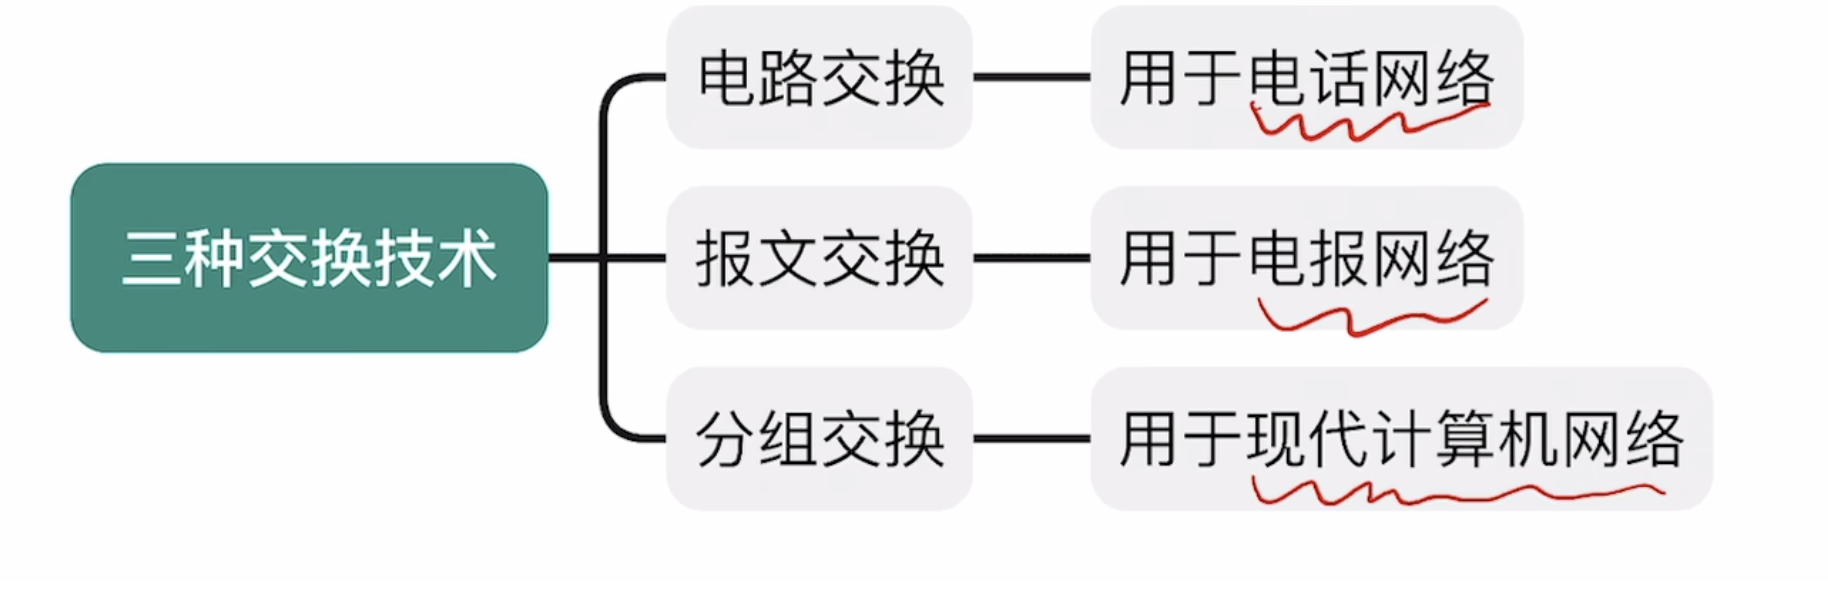 三种交换技术
电路交换
用于电话网络
报文交换
用于电报网络
分组交换
用于现代计算机网络